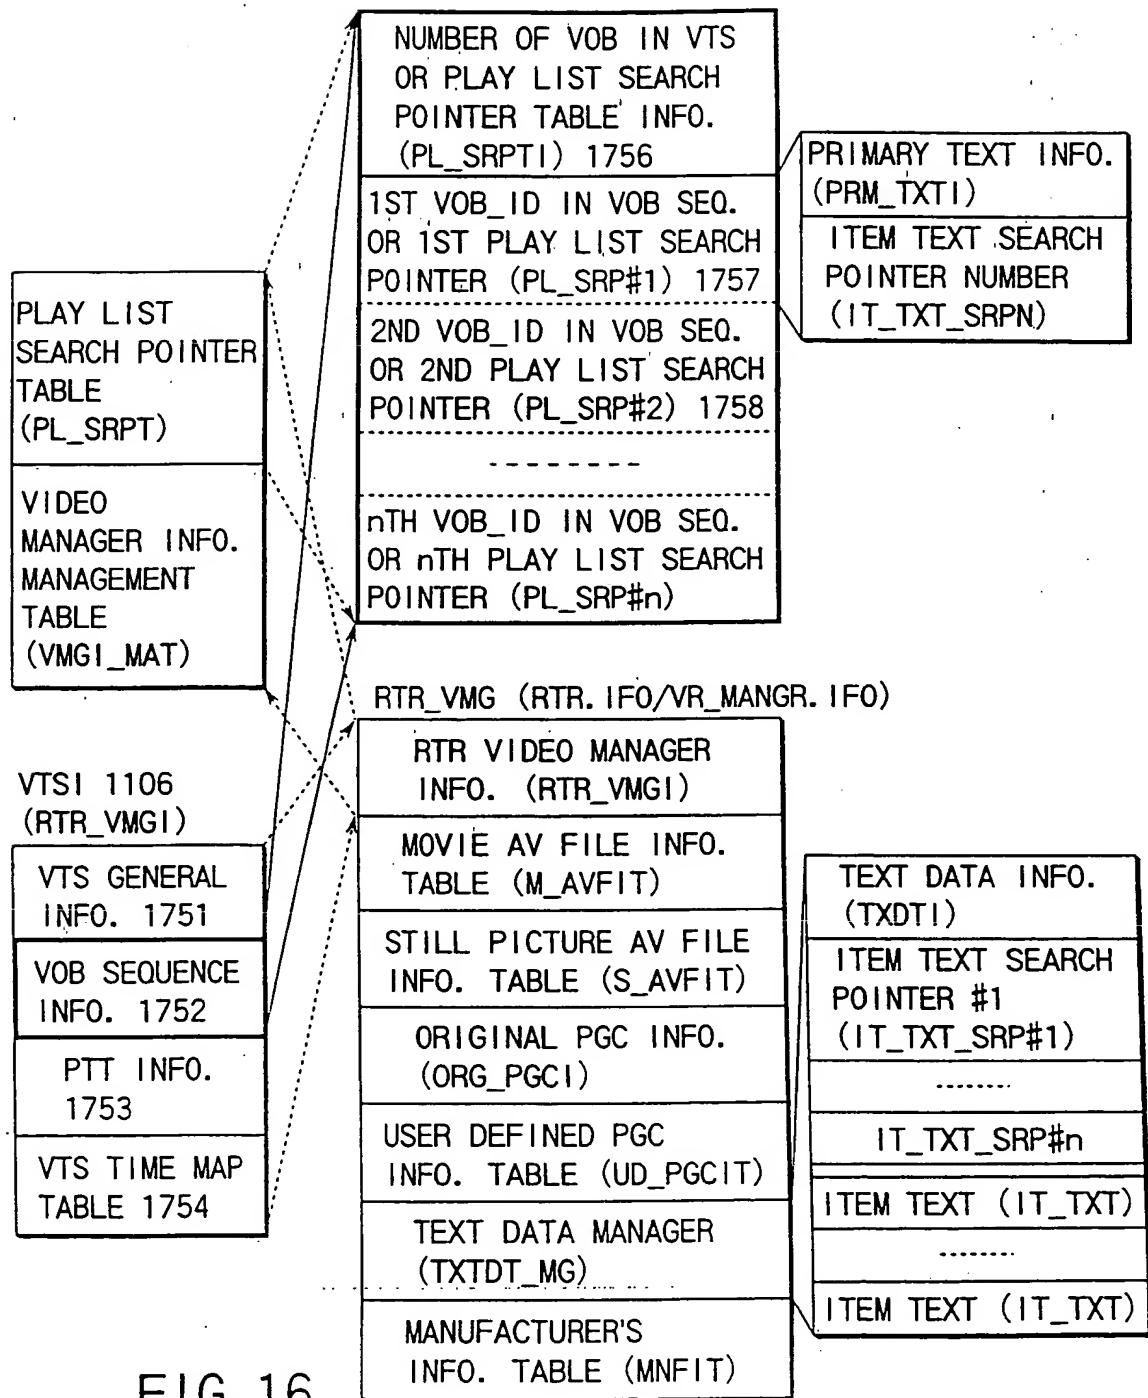 NUMBER OF VOB IN VTS
OR PLAY LIST SEARCH
POINTER TABLE INFO.
(PL_SRPTI) 1756
1ST VOB_ID IN VOB SEQ.
OR 1ST PLAY LIST SEARCH
POINTER (PL_SRP#1) 1757
2ND VOB_ID IN VOB SEQ.
OR 2ND PLAY LIST SEARCH
POINTER (PL_SRP#2) 1758
--------
nTH VOB_ID IN VOB SEQ.
OR nTH PLAY LIST SEARCH
POINTER (PL_SRP#n)
PRIMARY TEXT INFO.
(PRM_TXTI)
ITEM TEXT SEARCH
POINTER NUMBER
(IT_TXT_SRPN)
PLAY LIST
SEARCH POINTER
TABLE
(PL_SRPT)
VIDEO
MANAGER INFO.
MANAGEMENT
TABLE
(VMGI_MAT)
VTSI 1106
(RTR_VMGI)
VTS GENERAL
INFO. 1751
VOB SEQUENCE
INFO. 1752
PTT INFO.
1753
VTS TIME MAP
TABLE 1754
RTR_VMG (RTR.IFO/VR_MANGR.IFO)
RTR VIDEO MANAGER
INFO. (RTR_VMGI)
MOVIE AV FILE INFO.
TABLE (M_AVFIT)
STILL PICTURE AV FILE
INFO. TABLE (S_AVFIT)
ORIGINAL PGC INFO.
(ORG_PGCI)
USER DEFINED PGC
INFO. TABLE (UD_PGCIT)
TEXT DATA MANAGER
(TXTDT_MG)
MANUFACTURER'S
INFO. TABLE (MNFIT)
TEXT DATA INFO.
(TXDTI)
ITEM TEXT SEARCH
POINTER #1
(IT_TXT_SRP#1)
........
IT_TXT_SRP#n
ITEM TEXT (IT_TXT)
........
ITEM TEXT (IT_TXT)
FIG. 16